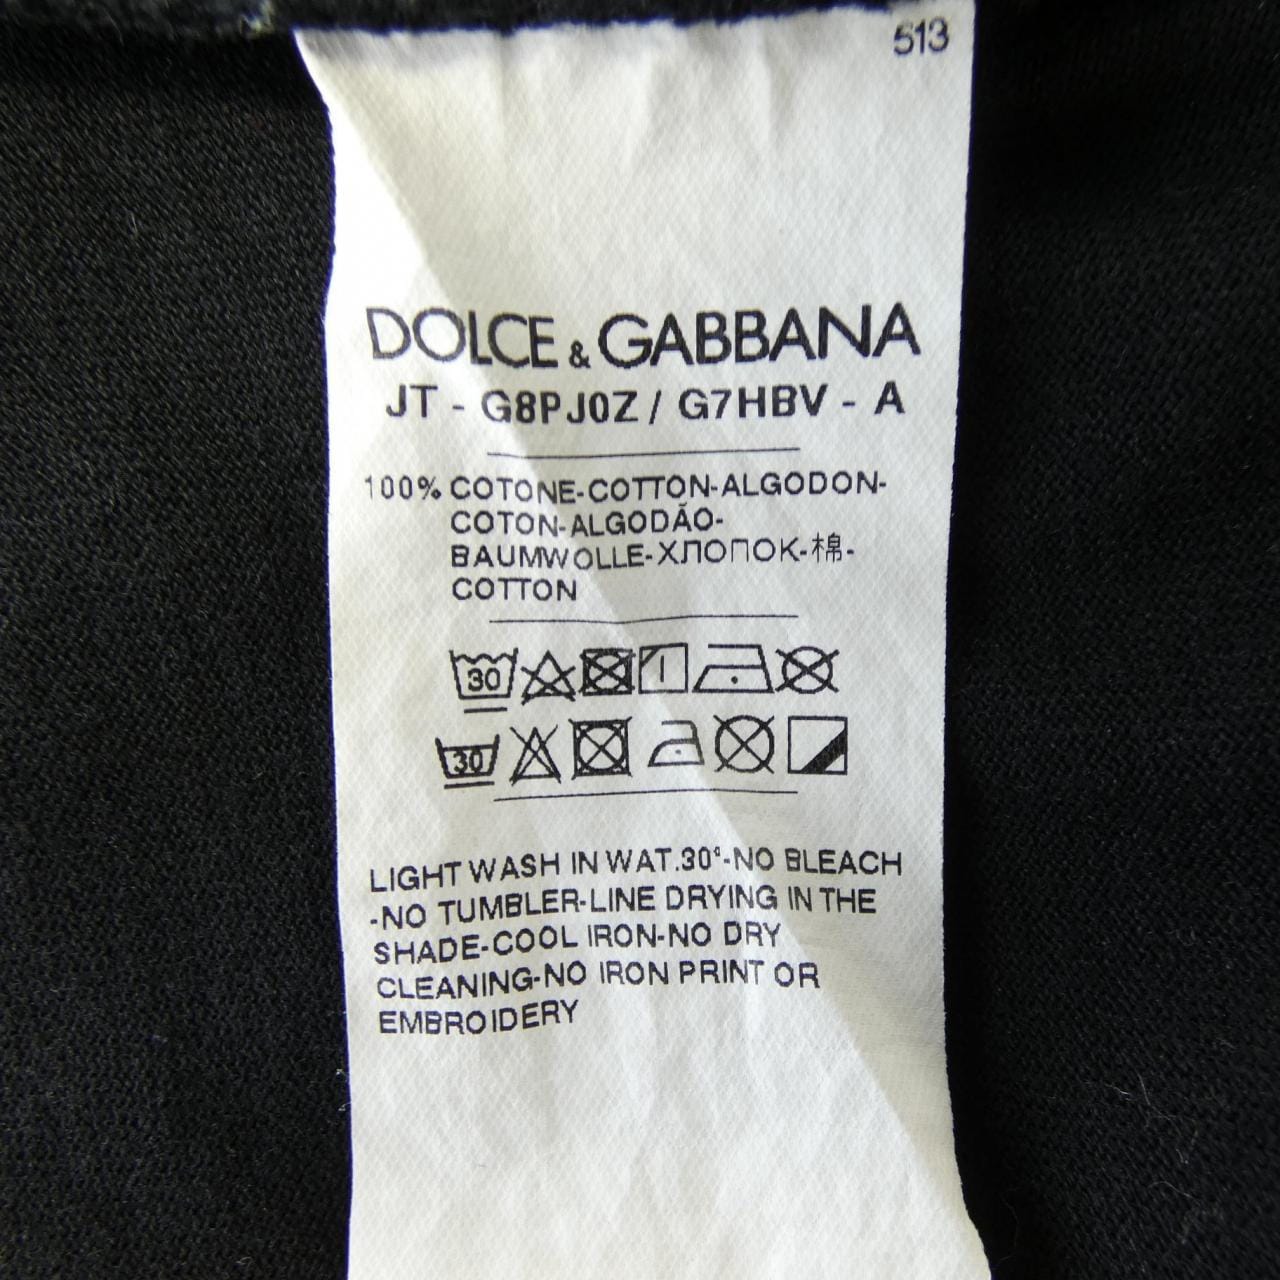 513
DOLCE & GABBANA
JT - G8PJ0Z / G7HBV - A
100% COTONE-COTTON-ALGODON-
COTON-ALGODÃO-
BAUMWOLLE-ХЛОПОК-棉-
COTTON
30
30
LIGHT WASH IN WAT.30°-NO BLEACH
-NO TUMBLER-LINE DRYING IN THE
SHADE-COOL IRON-NO DRY
CLEANING-NO IRON PRINT OR
EMBROIDERY